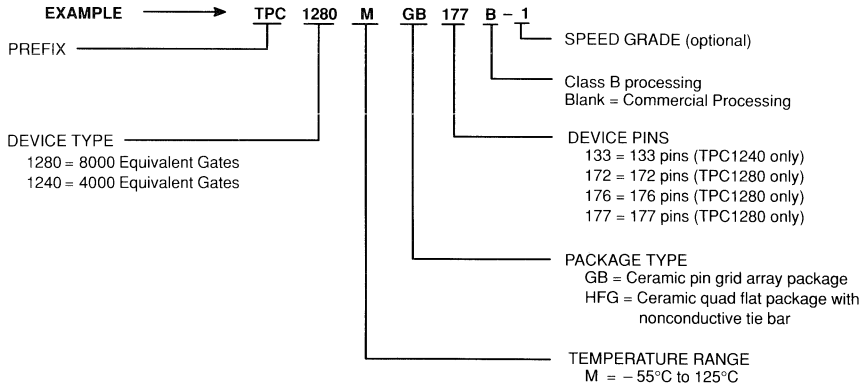 EXAMPLE TPC 1280 M GB 177 B – 1
PREFIX
SPEED GRADE (optional)
Class B processing
Blank = Commercial Processing
DEVICE TYPE
1280 = 8000 Equivalent Gates
1240 = 4000 Equivalent Gates
DEVICE PINS
133 = 133 pins (TPC1240 only)
172 = 172 pins (TPC1280 only)
176 = 176 pins (TPC1280 only)
177 = 177 pins (TPC1280 only)
PACKAGE TYPE
GB = Ceramic pin grid array package
HFG = Ceramic quad flat package with
nonconductive tie bar
TEMPERATURE RANGE
M = – 55°C to 125°C